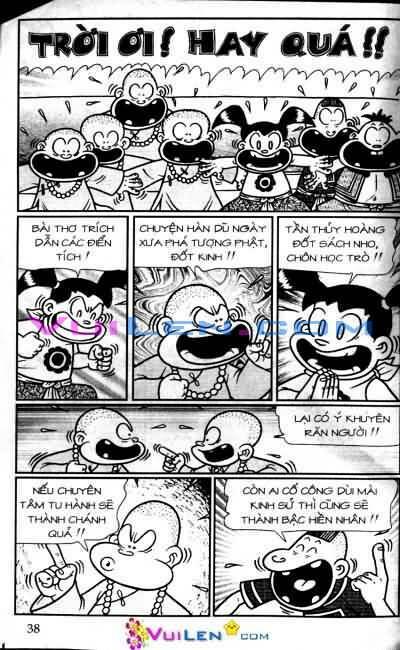 TRỜI ƠI! HAY QUÁ!!
BÀI THƠ TRÍCH
DẪN CÁC ĐIỂN
TÍCH!
CHUYỆN HÀN DŨ NGÀY
XƯA PHÁ TƯỢNG PHẬT,
ĐỐT KINH!!
TẦN THỦY HOÀNG
ĐỐT SÁCH NHO,
CHÔN HỌC TRÒ!!
VUILEN.COM
LẠI CÓ Ý KHUYÊN
RĂN NGƯỜI!!
NẾU CHUYÊN
TÂM TU HÀNH SẼ
THÀNH CHÁNH
QUẢ!!
CÒN AI CỐ CÔNG DÙI MÀI
KINH SỬ THÌ CŨNG SẼ
THÀNH BẬC HIỀN NHÂN!!
38
VUILEN.COM